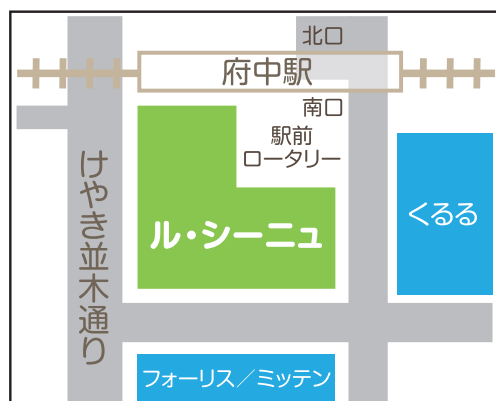 北口
府中駅
南口
駅前
ロータリー
けやき並木通り
ル・シーニュ
くるる
フォーリス／ミッテン